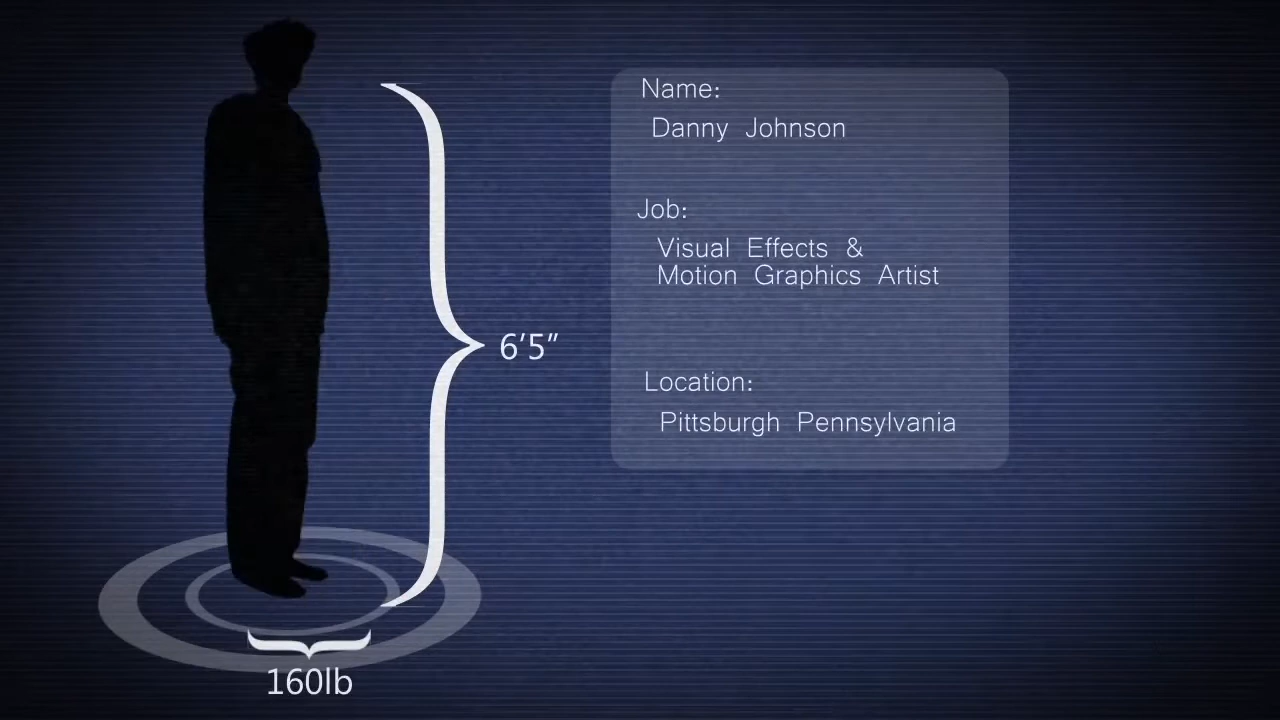 Name:
Danny Johnson
Job:
Visual Effects &
Motion Graphics Artist
Location:
Pittsburgh Pennsylvania
6'5”
160lb